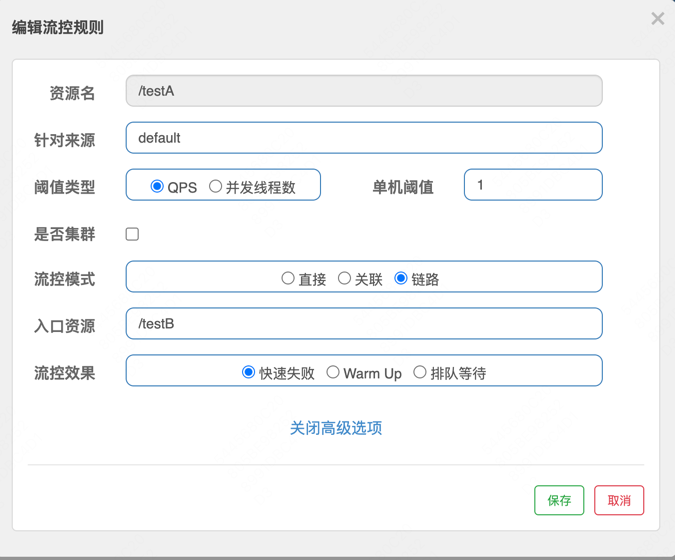 编辑流控规则 ×
资源名 /testA
针对来源 default
阈值类型 QPS 并发线程数 单机阈值 1
是否集群
流控模式 直接 关联 链路
入口资源 /testB
流控效果 快速失败 Warm Up 排队等待
关闭高级选项
保存 取消